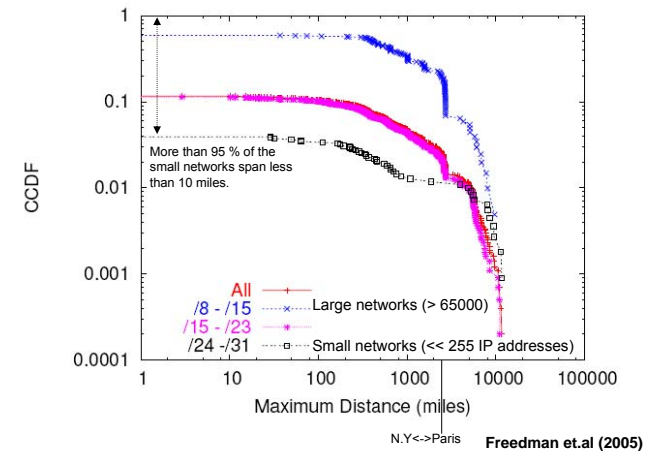 1
0.1
0.01
0.001
0.0001
CCDF
More than 95 % of the
small networks span less
than 10 miles.
All
/8 - /15
Large networks (> 65000)
/15 - /23
/24 -/31
Small networks (<< 255 IP addresses)
1
10
100
1000
10000
100000
Maximum Distance (miles)
N.Y<->Paris
Freedman et.al (2005)